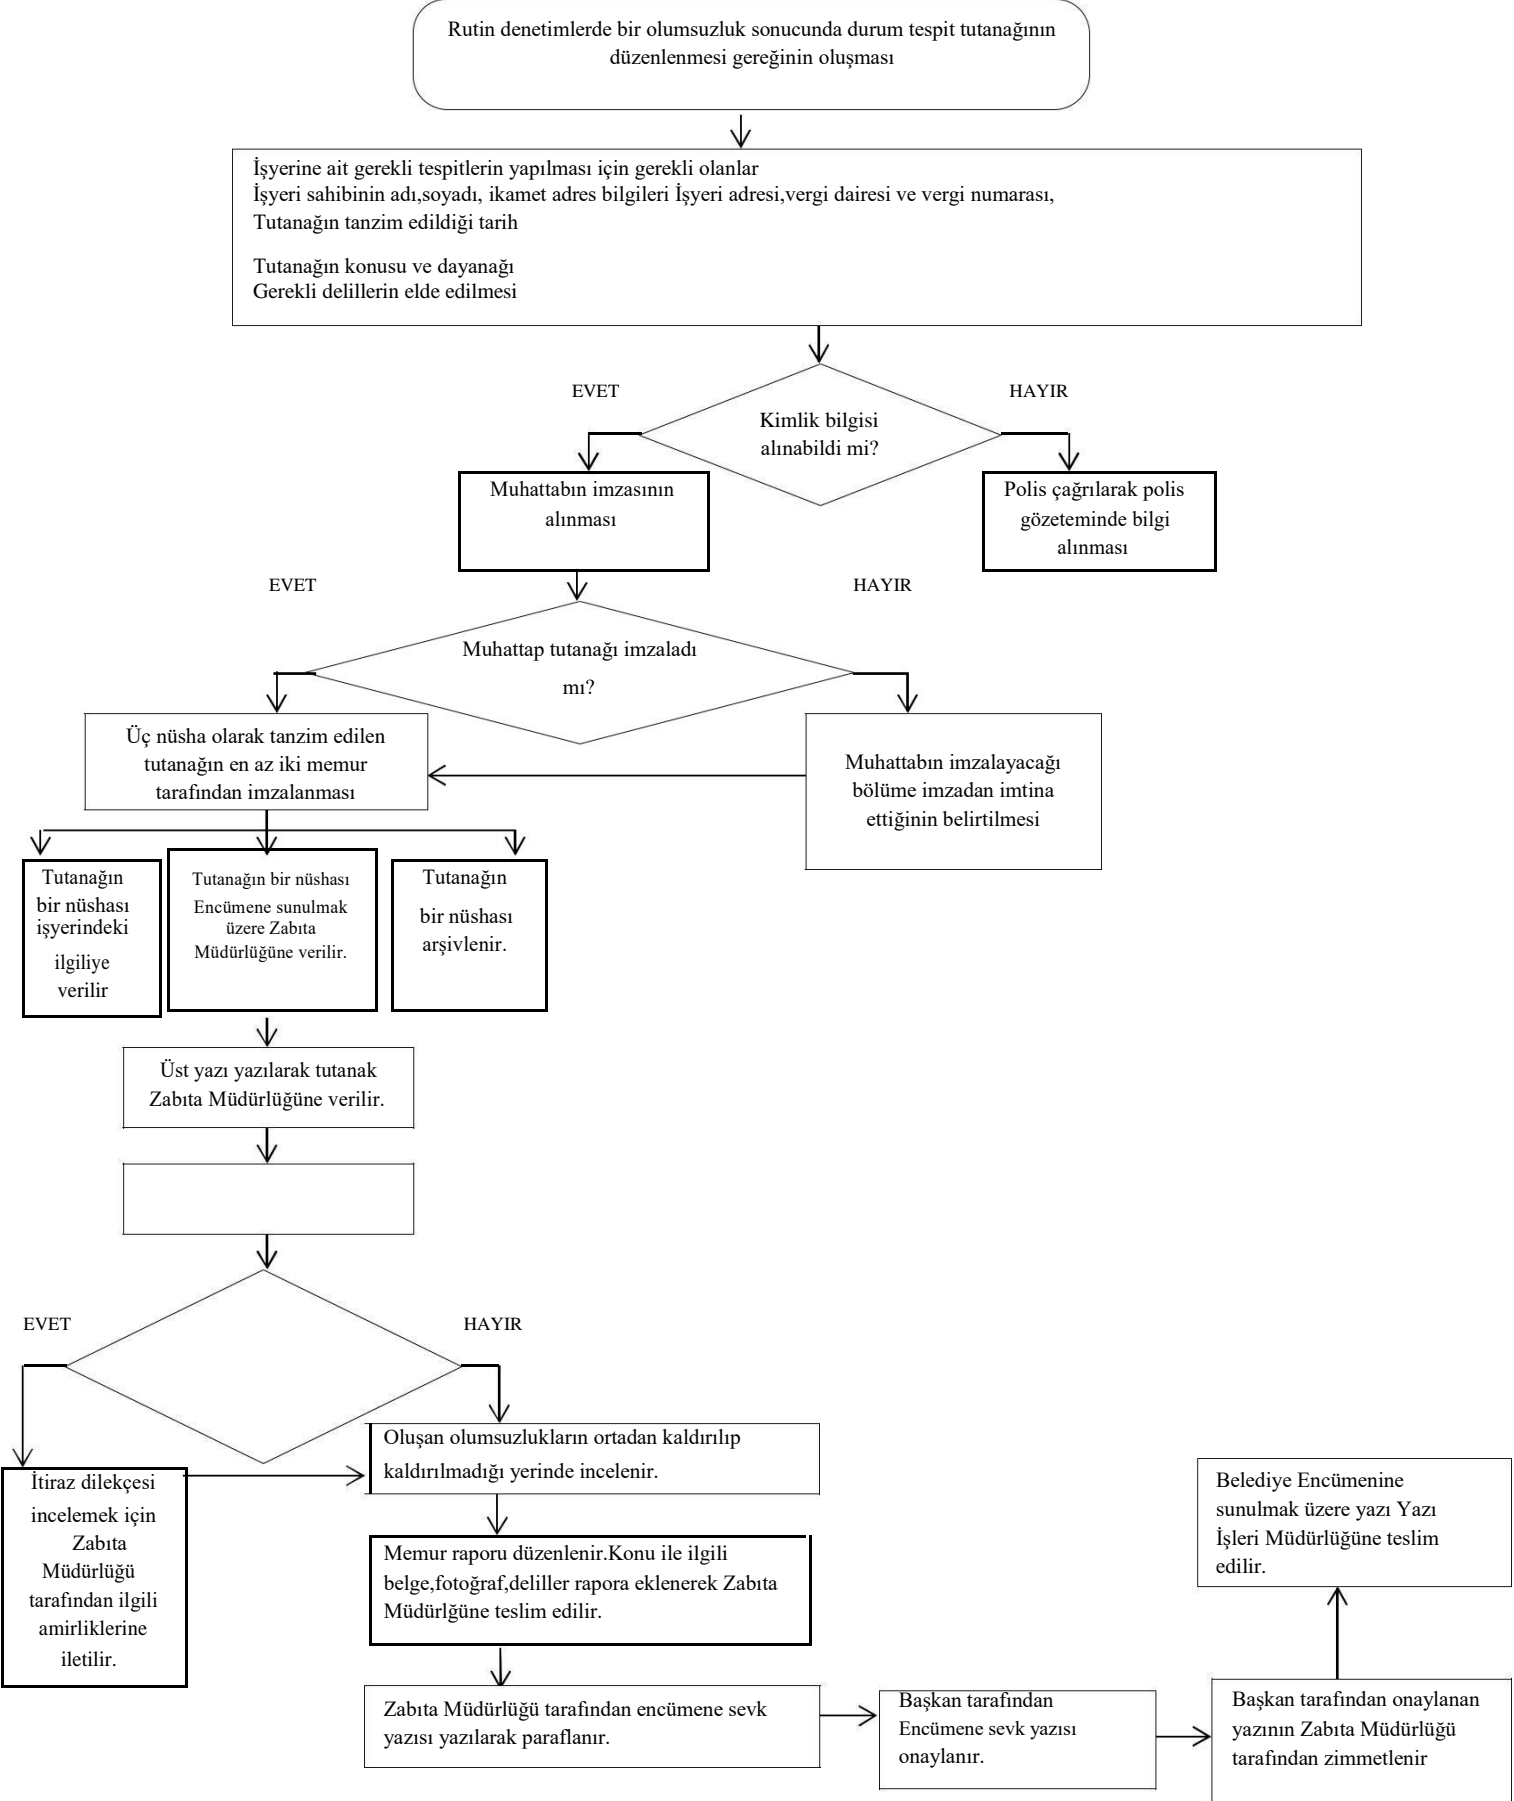 Rutin denetimlerde bir olumsuzluk sonucunda durum tespit tutanağının
düzenlenmesi gereğinin oluşması
İşyerine ait gerekli tespitlerin yapılması için gerekli olanlar
İşyeri sahibinin adı,soyadı, ikamet adres bilgileri İşyeri adresi,vergi dairesi ve vergi numarası,
Tutanağın tanzim edildiği tarih
Tutanağın konusu ve dayanağı
Gerekli delillerin elde edilmesi
EVET
HAYIR
Kimlik bilgisi
alınabildi mi?
Muhattabın imzasının
alınması
Polis çağrılarak polis
gözeteminde bilgi
alınması
EVET
HAYIR
Muhattap tutanağı imzaladı
mı?
Üç nüsha olarak tanzim edilen
tutanağın en az iki memur
tarafından imzalanması
Muhattabın imzalayacağı
bölüme imzadan imtina
ettiğinin belirtilmesi
Tutanağın
bir nüshası
işyerindeki
ilgiliye
verilir
Tutanağın bir nüshası
Encümene sunulmak
üzere Zabıta
Müdürlüğüne verilir.
Tutanağın
bir nüshası
arşivlenir.
Üst yazı yazılarak tutanak
Zabıta Müdürlüğüne verilir.
EVET
HAYIR
İtiraz dilekçesi
incelemek için
Zabıta
Müdürlüğü
tarafından ilgili
amirliklerine
iletilir.
Oluşan olumsuzlukların ortadan kaldırılıp
kaldırılmadığı yerinde incelenir.
Memur raporu düzenlenir.Konu ile ilgili
belge,fotoğraf,deliller rapora eklenerek Zabıta
Müdürlğüne teslim edilir.
Zabıta Müdürlüğü tarafından encümene sevk
yazısı yazılarak paraflanır.
Başkan tarafından
Encümene sevk yazısı
onaylanır.
Başkan tarafından onaylanan
yazının Zabıta Müdürlüğü
tarafından zimmetlenir
Belediye Encümenine
sunulmak üzere yazı Yazı
İşleri Müdürlüğüne teslim
edilir.